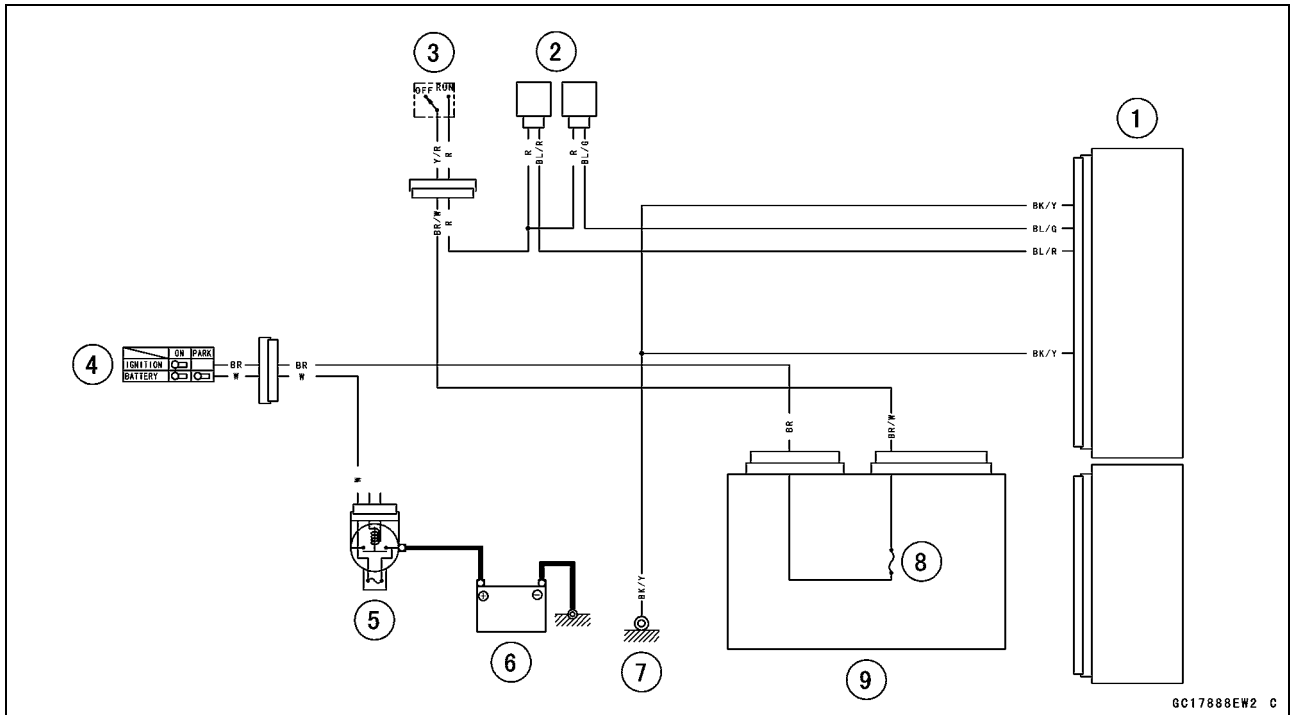 3
2
1
OFF RUN
Y/R
R
R
BL/R
R
BL/G
BR/W
R
BK/Y
BL/G
BL/R
4
ON PARK
IGNITION
BATTERY
BR
W
BR
W
BK/Y
BR
BR/W
W
8
5
6
BK/Y
7
9
GC17888EW2 C